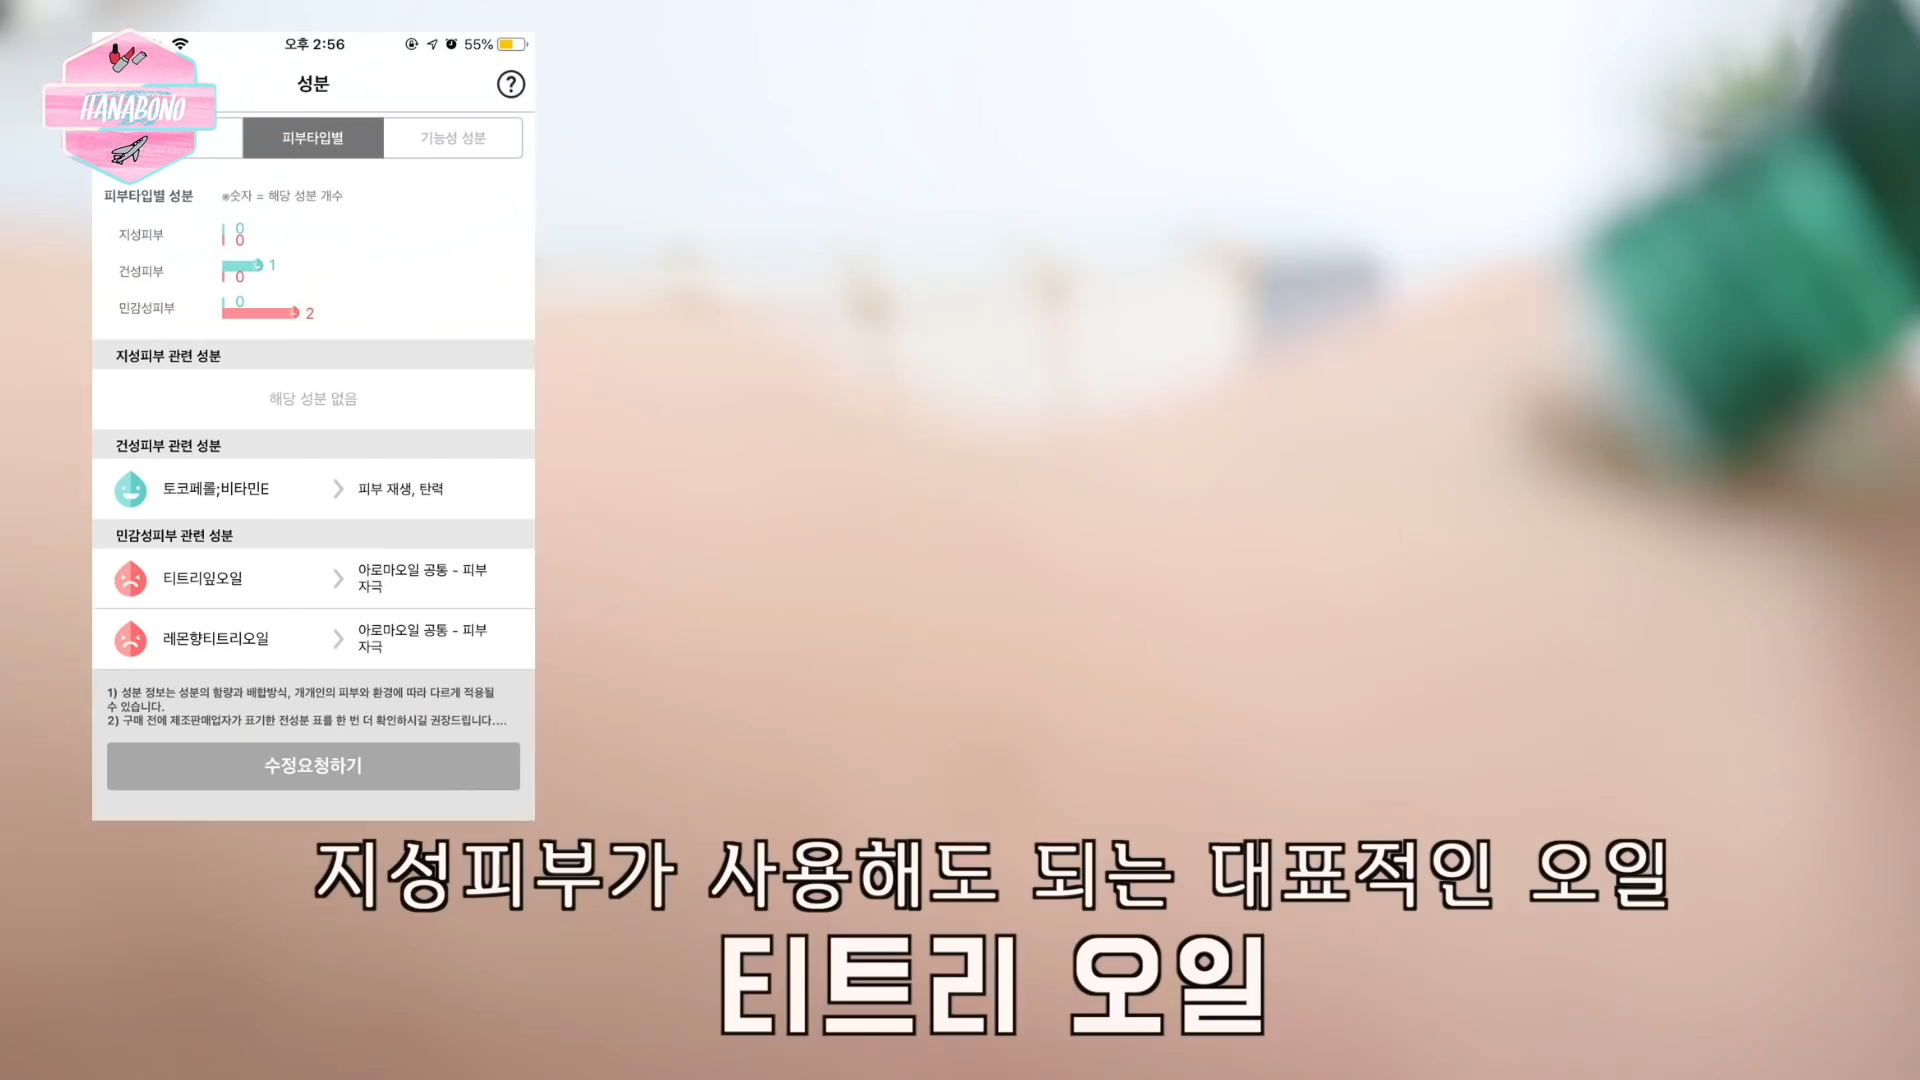 오후 2:56
55%
성분
HANABONO
피부타입별
기능성 성분
피부타입별 성분
※숫자 = 해당 성분 개수
지성피부
0
0
건성피부
1
0
민감성피부
0
2
지성피부 관련 성분
해당 성분 없음
건성피부 관련 성분
토코페롤;비타민E
피부 재생, 탄력
민감성피부 관련 성분
티트리잎오일
아로마오일 공통 - 피부
자극
레몬향티트리오일
아로마오일 공통 - 피부
자극
1) 성분 정보는 성분의 함량과 배합방식, 개개인의 피부와 환경에 따라 다르게 적용될
수 있습니다.
2) 구매 전에 제조판매업자가 표기한 전성분 표를 한 번 더 확인하시길 권장드립니다....
수정요청하기
지성피부가 사용해도 되는 대표적인 오일
티트리 오일